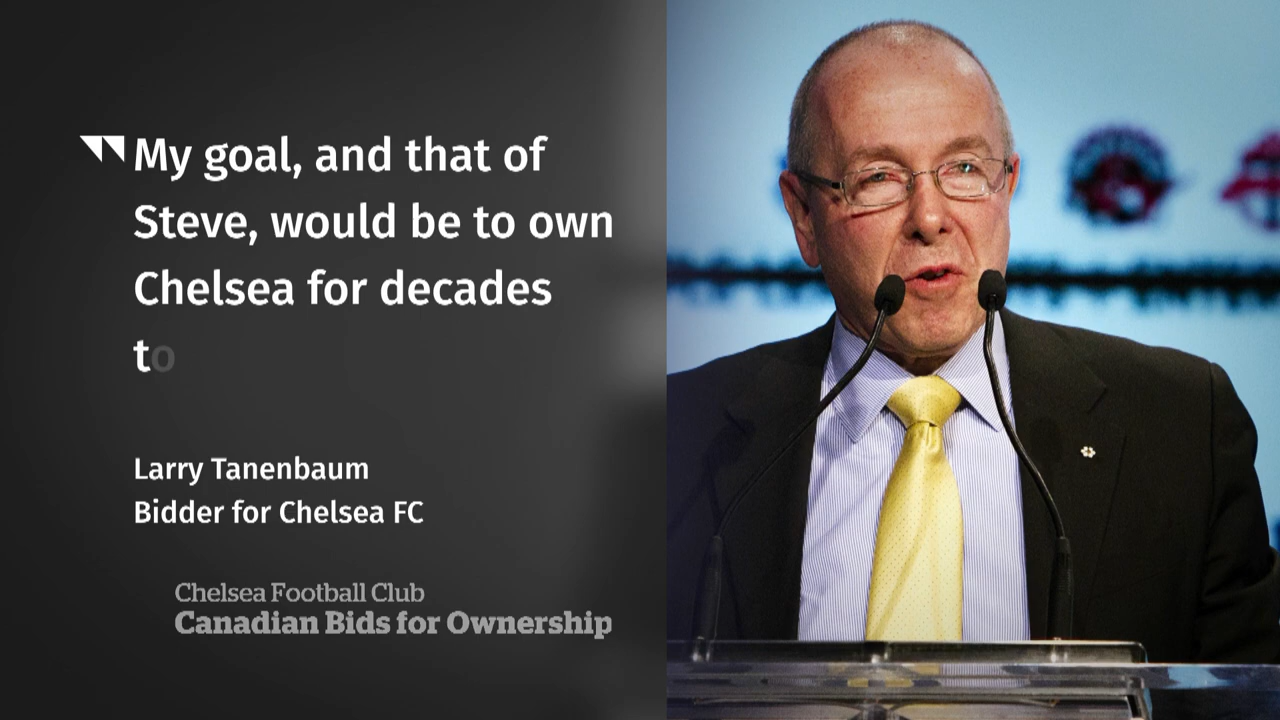 My goal, and that of
Steve, would be to own
Chelsea for decades
to
Larry Tanenbaum
Bidder for Chelsea FC
Chelsea Football Club
Canadian Bids for Ownership